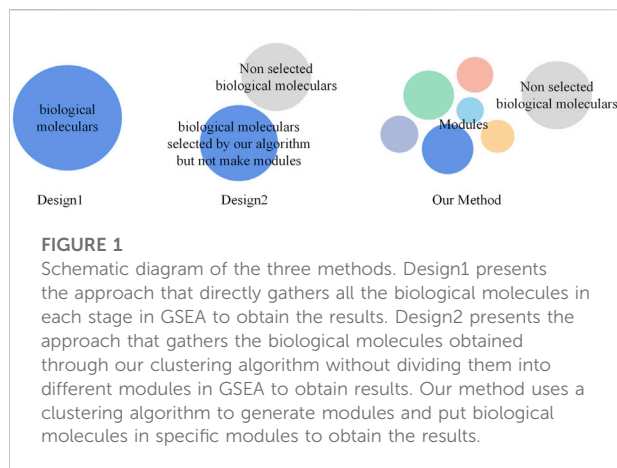 biological
moleculars
Design1
Non selected
biological moleculars
biological moleculars
selected by our algorithm
but not make modules
Design2
Modules
Non selected
biological moleculars
Our Method
FIGURE 1
Schematic diagram of the three methods. Design1 presents
the approach that directly gathers all the biological molecules in
each stage in GSEA to obtain the results. Design2 presents the
approach that gathers the biological molecules obtained
through our clustering algorithm without dividing them into
different modules in GSEA to obtain results. Our method uses a
clustering algorithm to generate modules and put biological
molecules in specific modules to obtain the results.